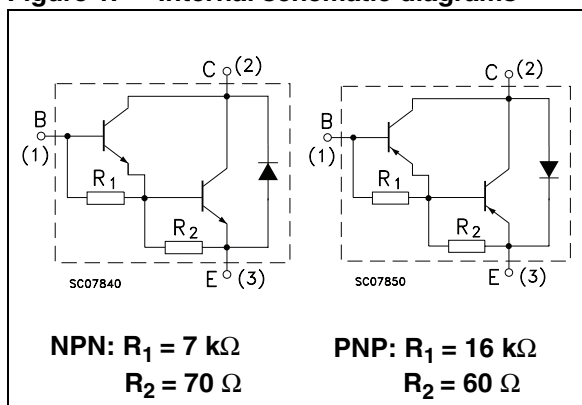 Figure 1. Internal schematic diagrams
C (2)
B
(1)
R1
R2
E (3)
SC07840
C (2)
B
(1)
R1
R2
E (3)
SC07850
NPN: R1 = 7 kΩ
R2 = 70 Ω
PNP: R1 = 16 kΩ
R2 = 60 Ω